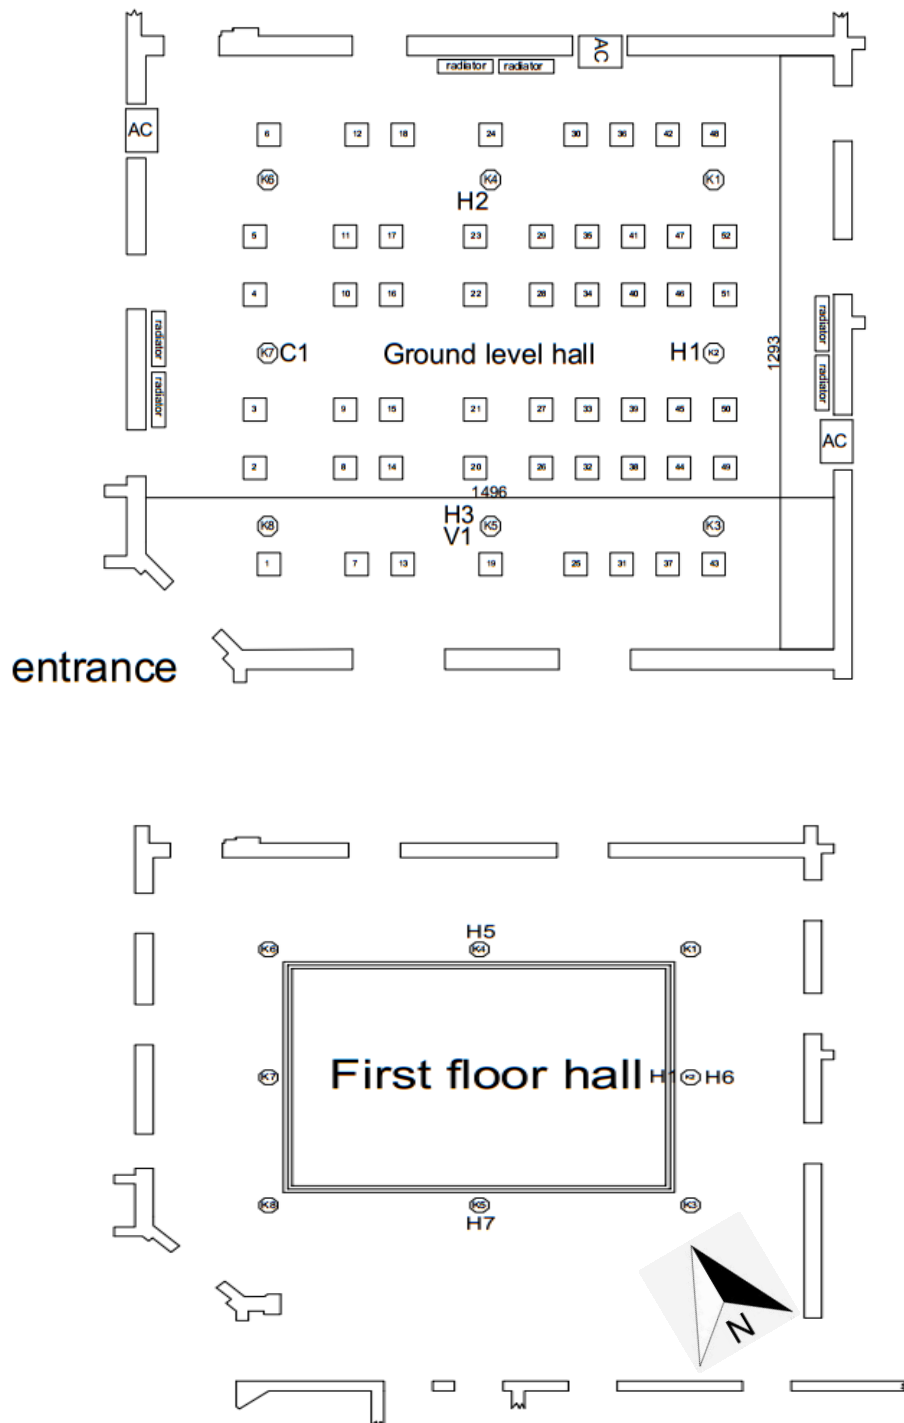 AC
radiator radiator
AC
6 12 18 24 30 36 42 48
K6 K4 K1
H2
5 11 17 23 29 35 41 47 52
4 10 16 22 28 34 40 46 51
radiator
radiator
K7 C1 Ground level hall H1 K2
1293
radiator
radiator
3 9 15 21 27 33 39 45 50
AC
2 8 14 20 26 32 38 44 49
1496
H3
V1
K8 K5 K3
1 7 13 19 25 31 37 43
entrance
H5
K6 K4 K1
K7 First floor hall H1 K2 H6
K8 K5 K3
H7
N